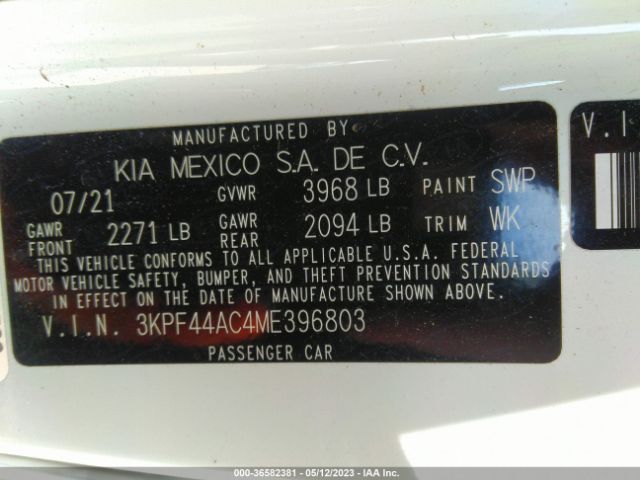 MANUFACTURED BY
KIA MEXICO S.A. DE C.V.
07/21 GVWR 3968 LB PAINT SWP
GAWR FRONT 2271 LB GAWR REAR 2094 LB TRIM WK
THIS VEHICLE CONFORMS TO ALL APPLICABLE U.S.A. FEDERAL
MOTOR VEHICLE SAFETY, BUMPER, AND THEFT PREVENTION STANDARDS
IN EFFECT ON THE DATE OF MANUFACTURE SHOWN ABOVE.
V.I.N. 3KPF44AC4ME396803
PASSENGER CAR
V.I
000-36582381 - 05/12/2023 - IAA Inc.